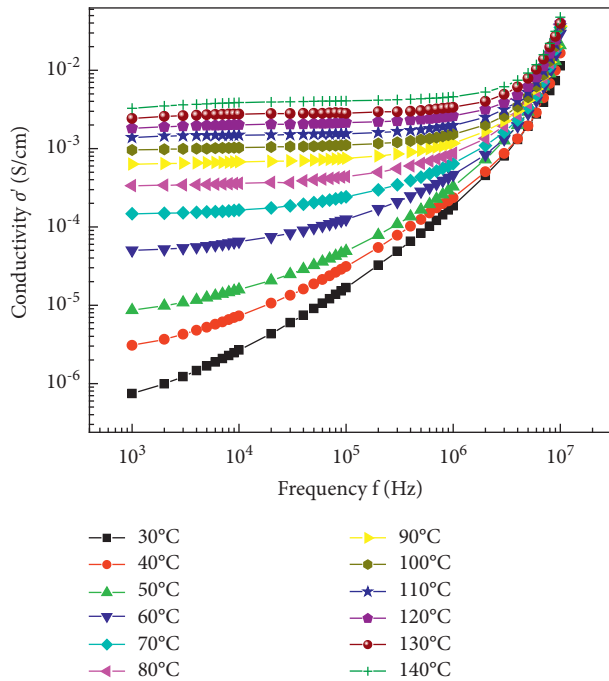 Conductivity σ' (S/cm)
10⁻²
10⁻³
10⁻⁴
10⁻⁵
10⁻⁶
10³ 10⁴ 10⁵ 10⁶ 10⁷
Frequency f (Hz)
30°C
40°C
50°C
60°C
70°C
80°C
90°C
100°C
110°C
120°C
130°C
140°C